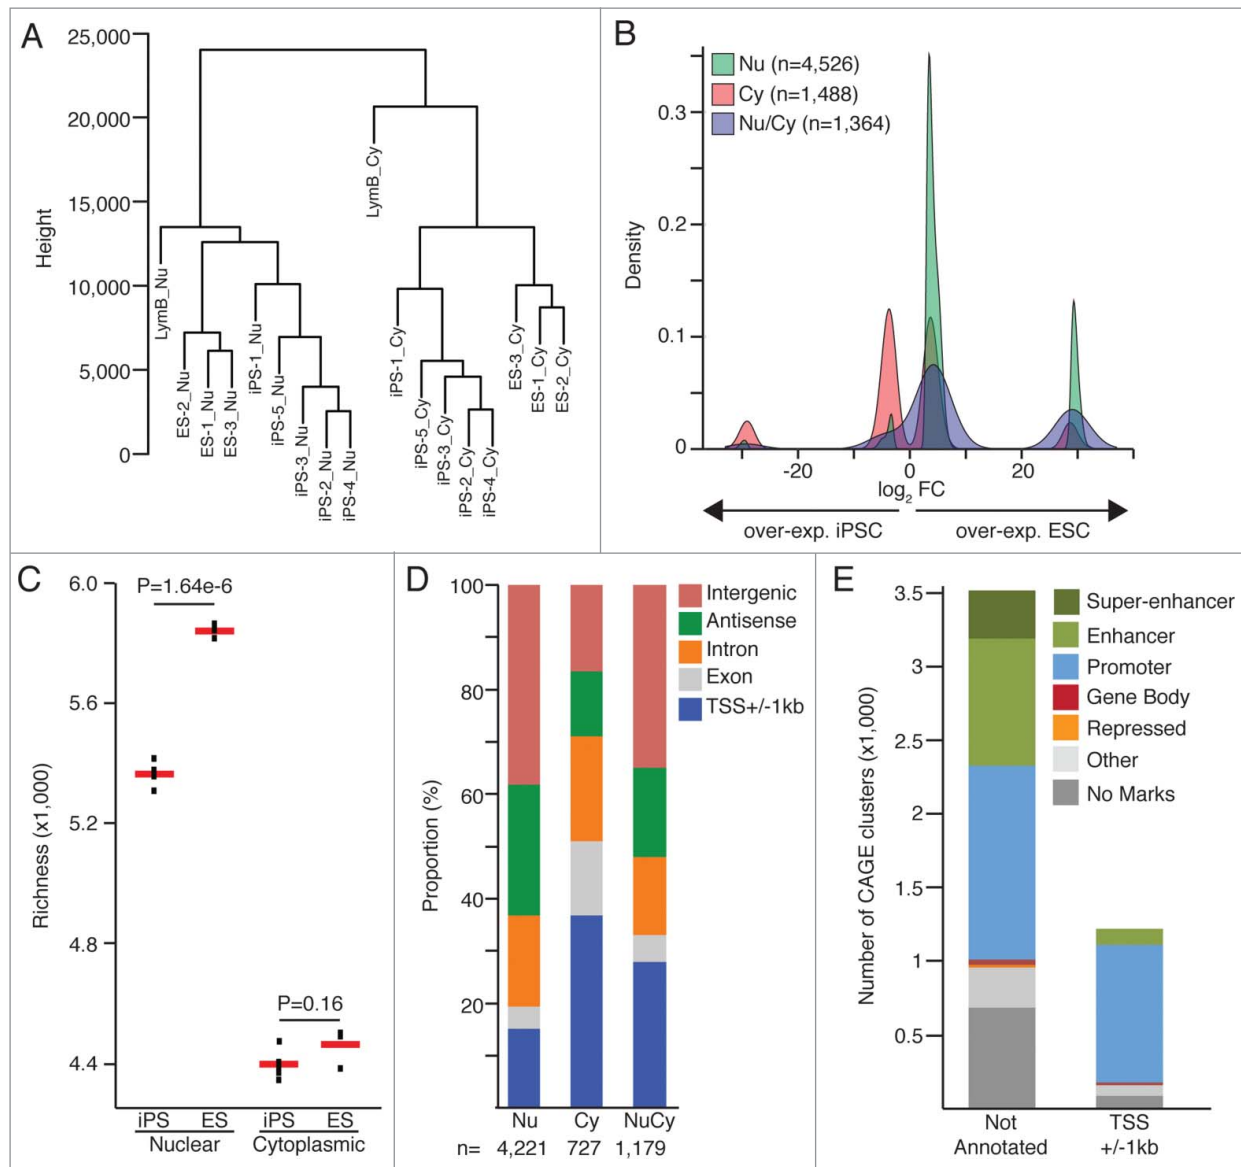 A
25,000
20,000
15,000
10,000
5,000
0
Height
LymB_Nu
ES-2_Nu
ES-1_Nu
ES-3_Nu
iPS-1_Nu
iPS-5_Nu
iPS-3_Nu
iPS-2_Nu
iPS-4_Nu
LymB_Cy
iPS-1_Cy
iPS-5_Cy
iPS-3_Cy
iPS-2_Cy
iPS-4_Cy
ES-3_Cy
ES-1_Cy
ES-2_Cy
B
Nu (n=4,526)
Cy (n=1,488)
Nu/Cy (n=1,364)
0.3
0.2
0.1
0
Density
-20 0 20
log2 FC
over-exp. iPSC over-exp. ESC
C
6.0
5.6
5.2
4.8
4.4
Richness (x1,000)
P=1.64e-6
P=0.16
iPS ES iPS ES
Nuclear Cytoplasmic
D
100
80
60
40
20
Proportion (%)
Intergenic
Antisense
Intron
Exon
TSS+/-1kb
Nu Cy NuCy
n= 4,221 727 1,179
E
3.5
3
2.5
2
1.5
1
0.5
Number of CAGE clusters (x1,000)
Super-enhancer
Enhancer
Promoter
Gene Body
Repressed
Other
No Marks
Not TSS
Annotated +/-1kb